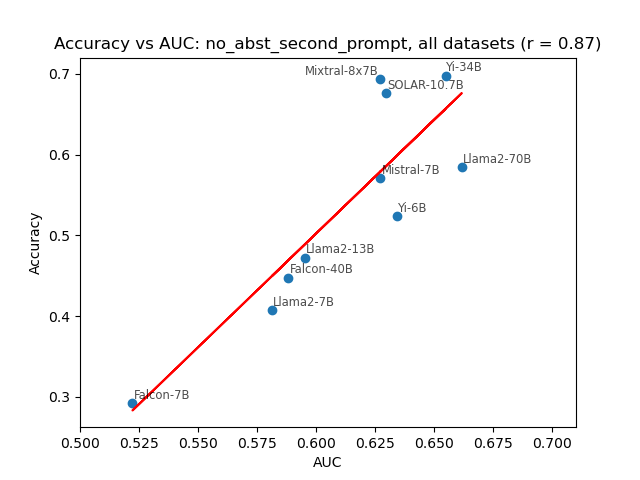 Accuracy vs AUC: no_abst_second_prompt, all datasets (r = 0.87)
0.7
0.6
0.5
0.4
0.3
Accuracy
Mixtral-8x7B
Yi-34B
SOLAR-10.7B
Llama2-70B
Mistral-7B
Yi-6B
Llama2-13B
Falcon-40B
Llama2-7B
Falcon-7B
0.500 0.525 0.550 0.575 0.600 0.625 0.650 0.675 0.700
AUC